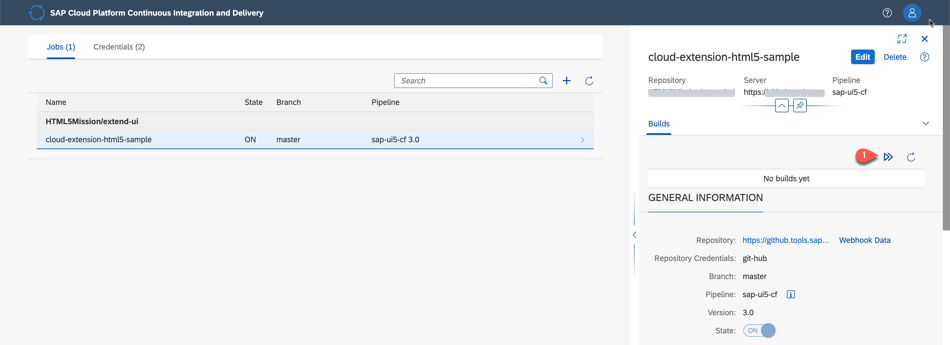 SAP Cloud Platform Continuous Integration and Delivery
Jobs (1) Credentials (2)
Search
Name State Branch Pipeline
HTML5Mission/extend-ui
cloud-extension-html5-sample ON master sap-ui5-cf 3.0
cloud-extension-html5-sample Edit Delete
Repository Server Pipeline
https:/ sap-ui5-cf
Builds
1
No builds yet
GENERAL INFORMATION
Repository: https://github.tools.sap... Webhook Data
Repository Credentials: git-hub
Branch: master
Pipeline: sap-ui5-cf
Version: 3.0
State: ON